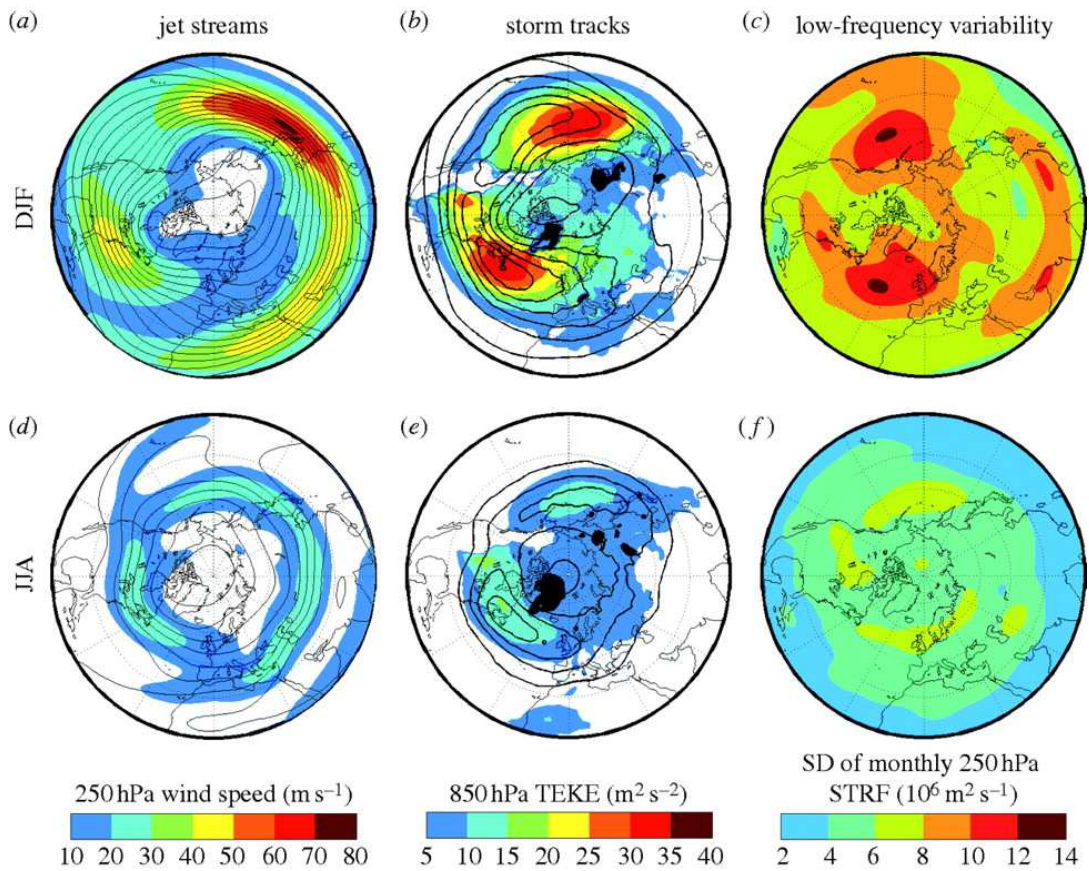 (a) jet streams (b) storm tracks (c) low-frequency variability
DJF
(d) (e) (f)
JJA
SD of monthly 250 hPa
250 hPa wind speed (m s⁻¹) 850 hPa TEKE (m² s⁻²) STRF (10⁶ m² s⁻¹)
10 20 30 40 50 60 70 80 5 10 15 20 25 30 35 40 2 4 6 8 10 12 14